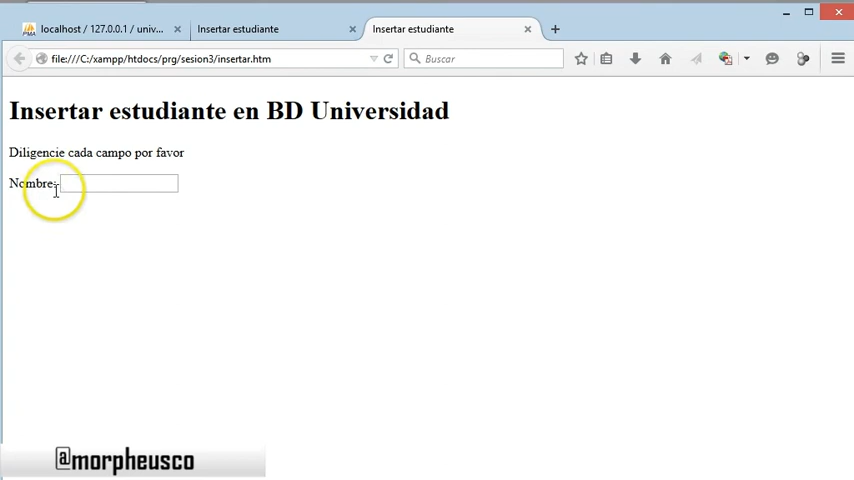 localhost / 127.0.0.1 / univ...
Insertar estudiante
Insertar estudiante
file:///C:/xampp/htdocs/prg/sesion3/insertar.htm
Buscar
Insertar estudiante en BD Universidad
Diligencie cada campo por favor
Nombre:
@morpheusco